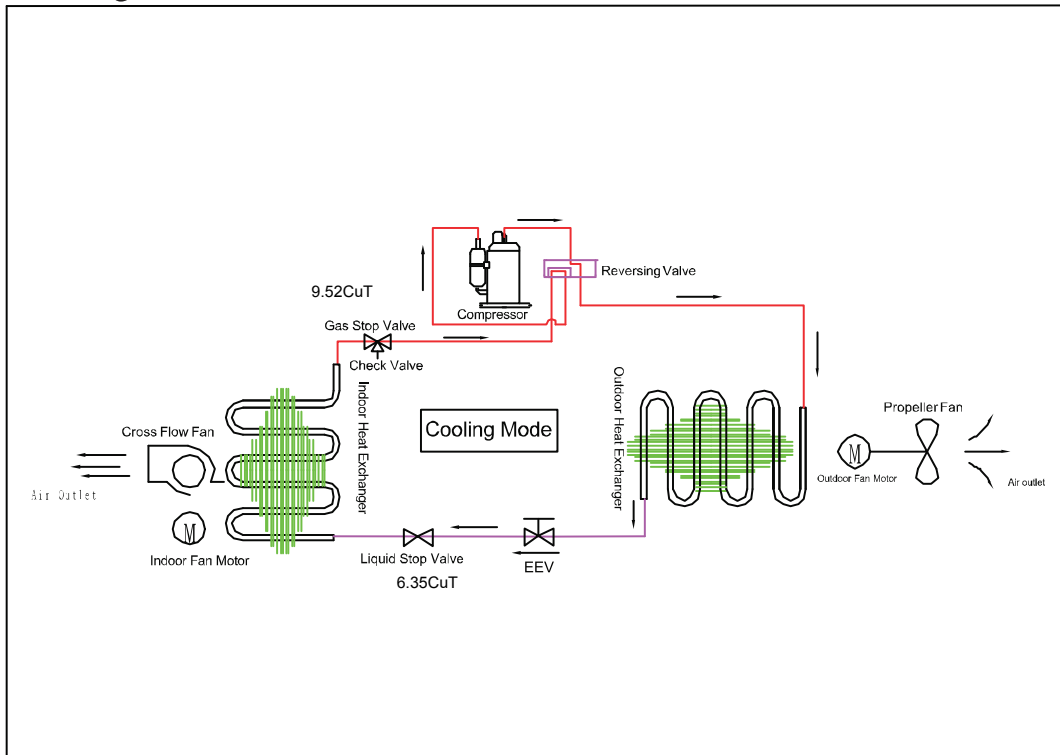 Reversing Valve
9.52CuT
Compressor
Gas Stop Valve
Check Valve
Indoor Heat Exchanger
Outdoor Heat Exchanger
Cooling Mode
Propeller Fan
Cross Flow Fan
M
Outdoor Fan Motor
Air outlet
Air Outlet
M
Indoor Fan Motor
Liquid Stop Valve
EEV
6.35CuT